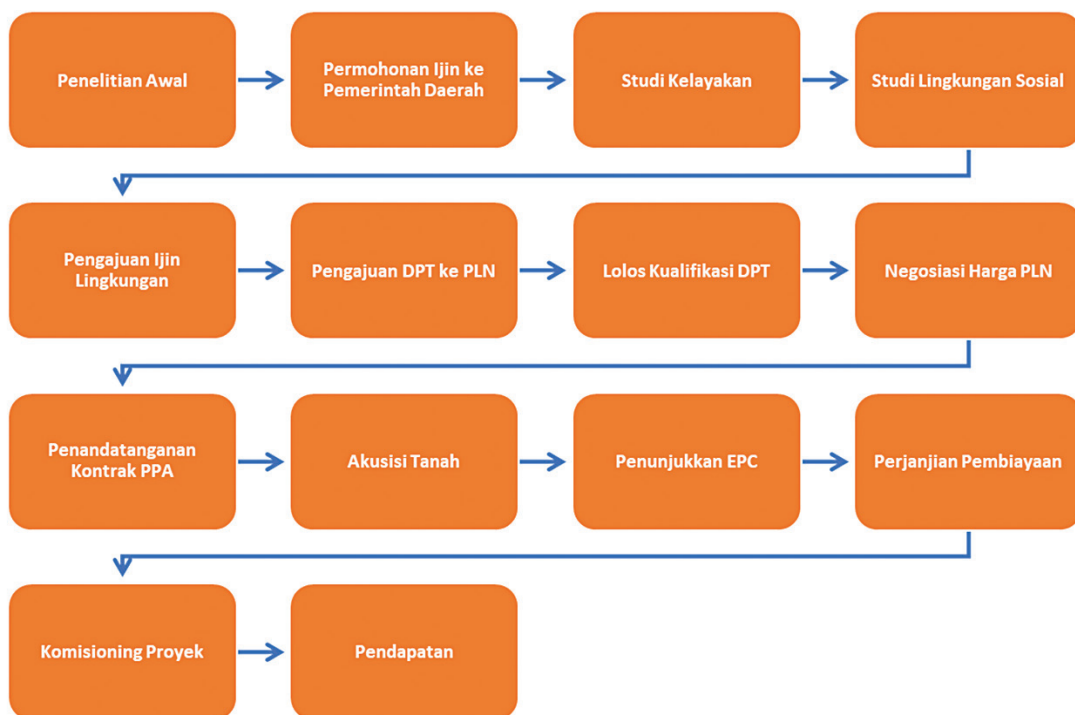 Penelitian Awal
Permohonan Ijin ke
Pemerintah Daerah
Studi Kelayakan
Studi Lingkungan Sosial
Pengajuan Ijin
Lingkungan
Pengajuan DPT ke PLN
Lolos Kualifikasi DPT
Negosiasi Harga PLN
Penandatanganan
Kontrak PPA
Akusisi Tanah
Penunjukkan EPC
Perjanjian Pembiayaan
Komisioning Proyek
Pendapatan